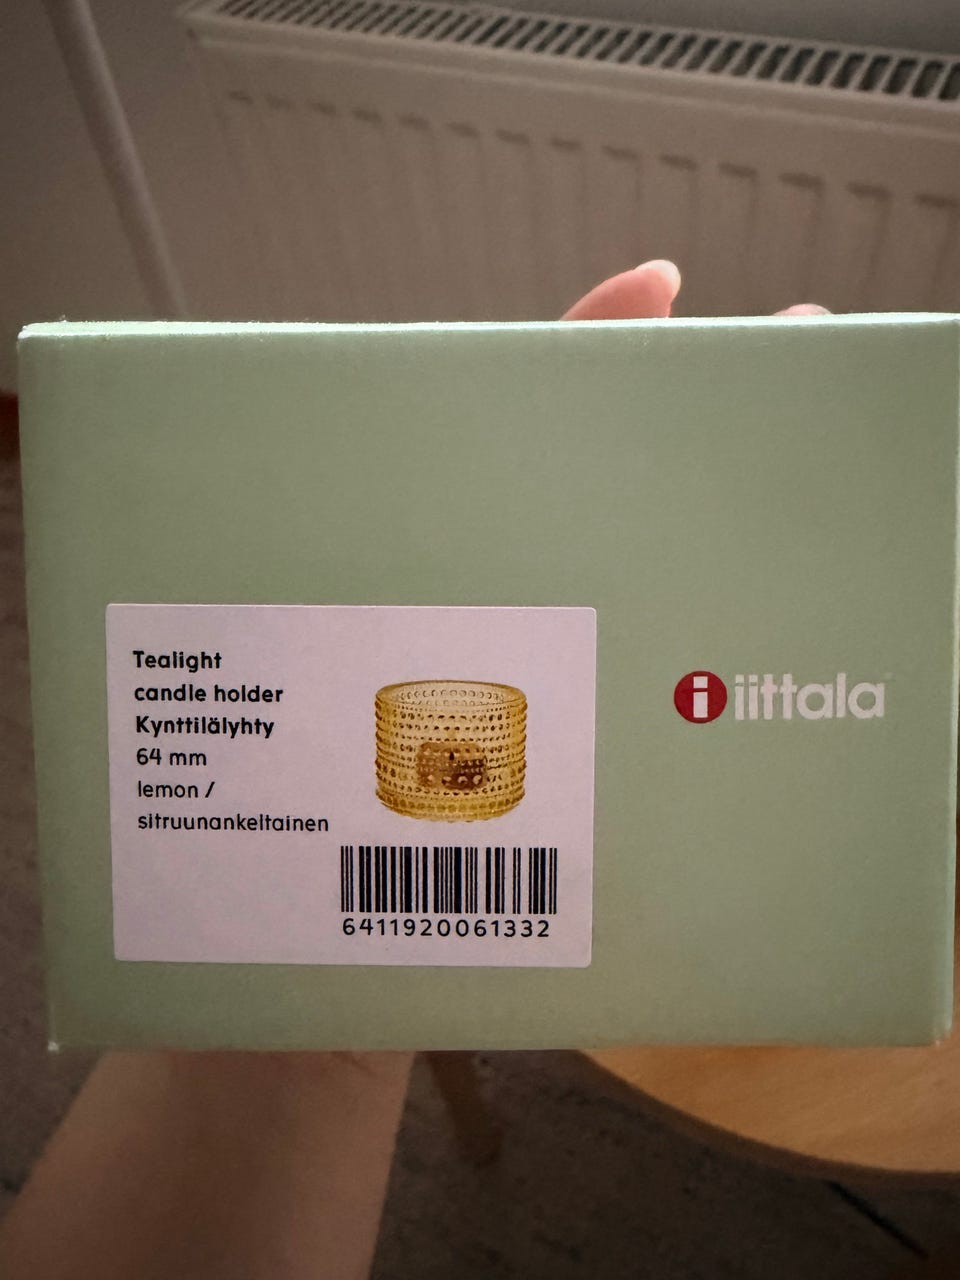 Tealight
candle holder
Kynttilälyhty
64 mm
lemon /
sitruunankeltainen
6411920061332
i iittala